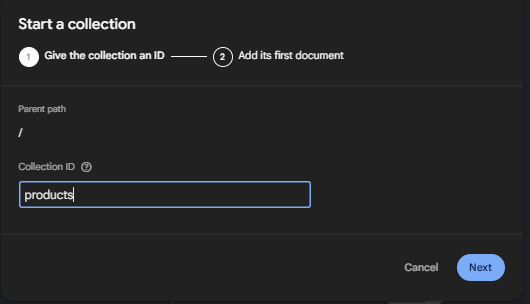 Start a collection
1 Give the collection an ID 2 Add its first document
Parent path
/
Collection ID ?
products
Cancel Next